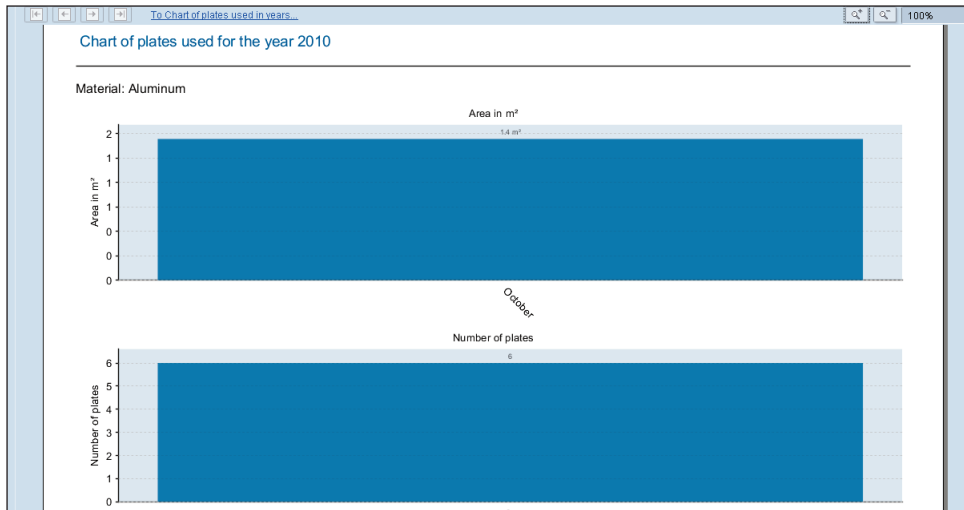 To Chart of plates used in years...
100%
Chart of plates used for the year 2010
Material: Aluminum
Area in m²
1.4 m²
2
1
1
1
0
0
0
Area in m²
October
Number of plates
6
6
5
4
3
2
1
0
Number of plates